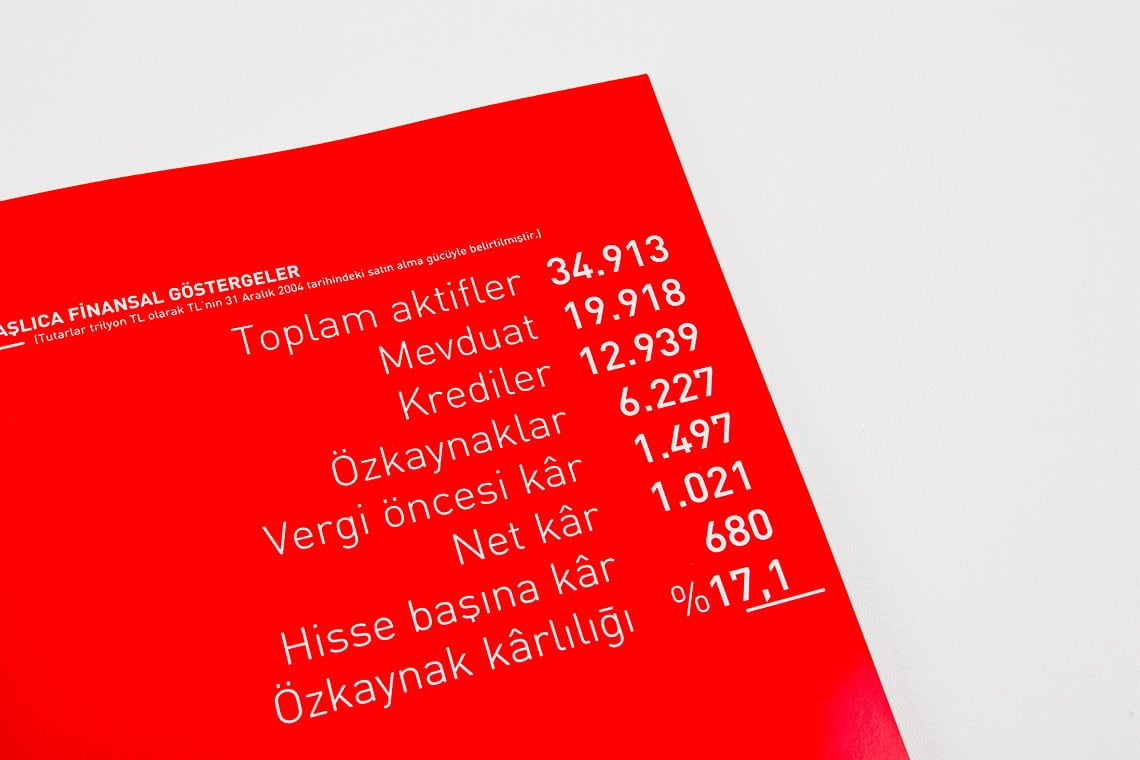 AŞLICA FİNANSAL GÖSTERGELER
(Tutarlar trilyon TL olarak TL'nin 31 Aralık 2004 tarihindeki satın alma gücüyle belirtilmiştir.)
Toplam aktifler 34.913
Mevduat 19.918
Krediler 12.939
Özkaynaklar 6.227
Vergi öncesi kâr 1.497
Net kâr 1.021
Hisse başına kâr 680
Özkaynak kârlılığı %17,1